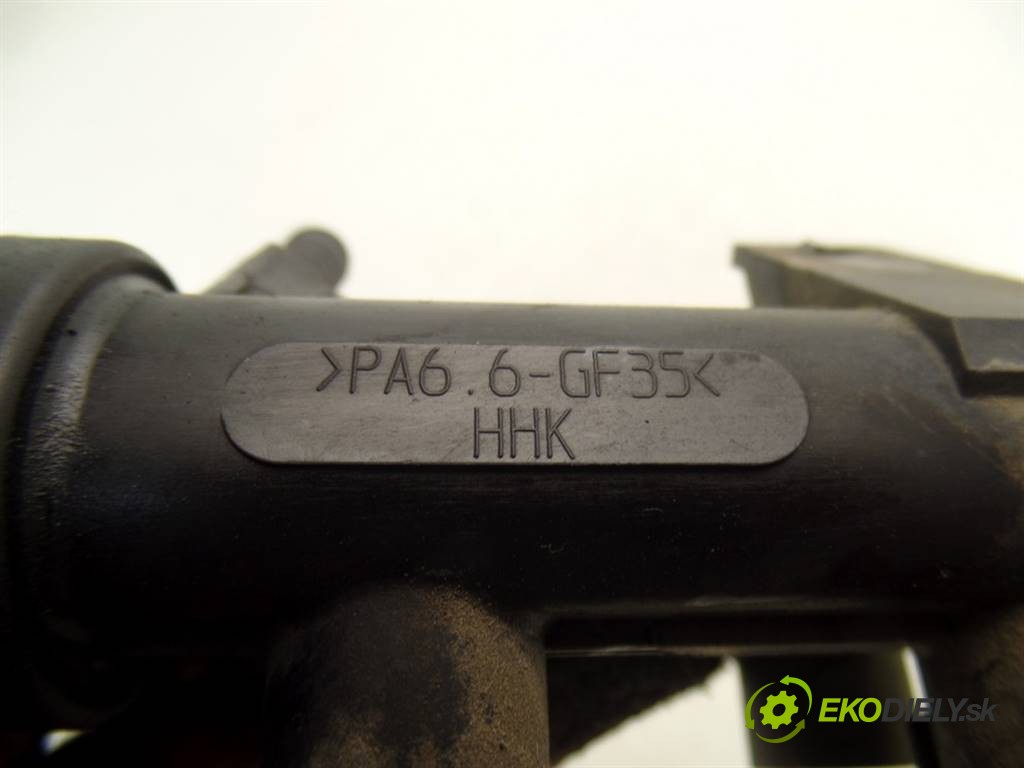 >PA6.6-GF35<
HHK
EKODIELY.sk